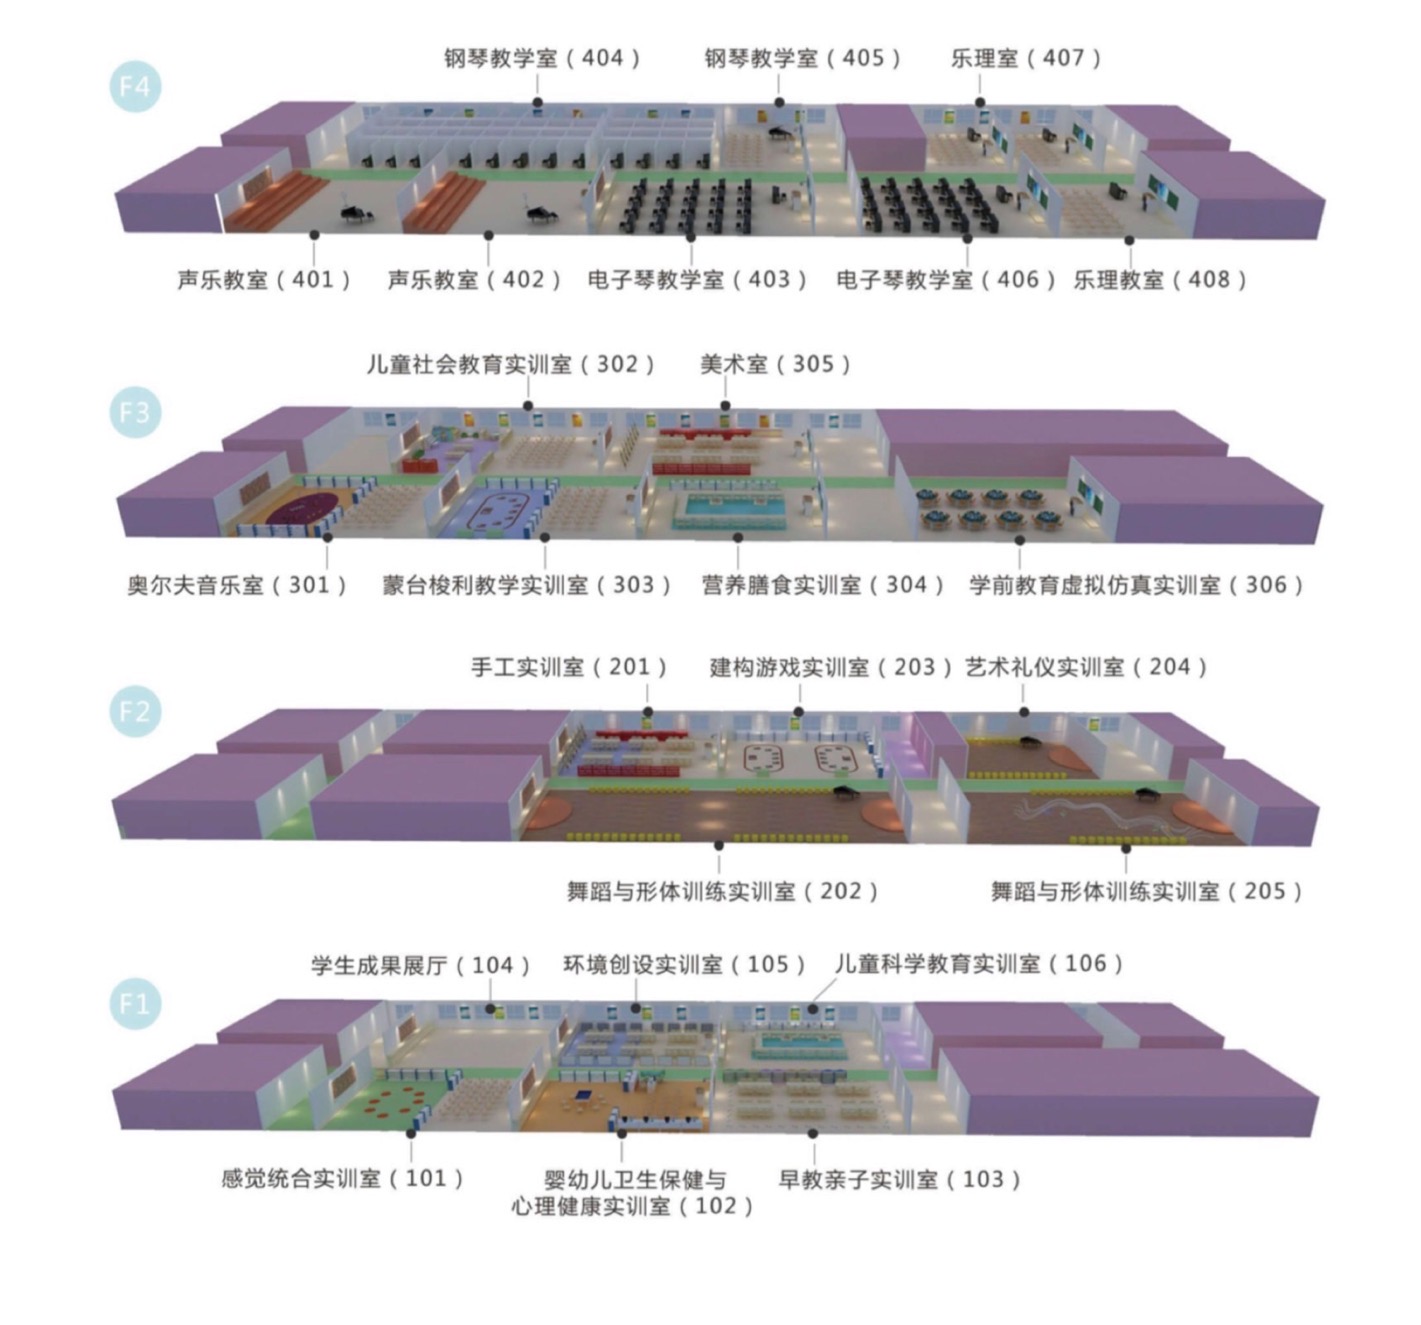 F4
钢琴教学室（404）
钢琴教学室（405）
乐理室（407）
声乐教室（401）
声乐教室（402）
电子琴教学室（403）
电子琴教学室（406）
乐理教室（408）
F3
儿童社会教育实训室（302）
美术室（305）
奥尔夫音乐室（301）
蒙台梭利教学实训室（303）
营养膳食实训室（304）
学前教育虚拟仿真实训室（306）
F2
手工实训室（201）
建构游戏实训室（203）
艺术礼仪实训室（204）
舞蹈与形体训练实训室（202）
舞蹈与形体训练实训室（205）
F1
学生成果展厅（104）
环境创设实训室（105）
儿童科学教育实训室（106）
感觉统合实训室（101）
婴幼儿卫生保健与
心理健康实训室（102）
早教亲子实训室（103）